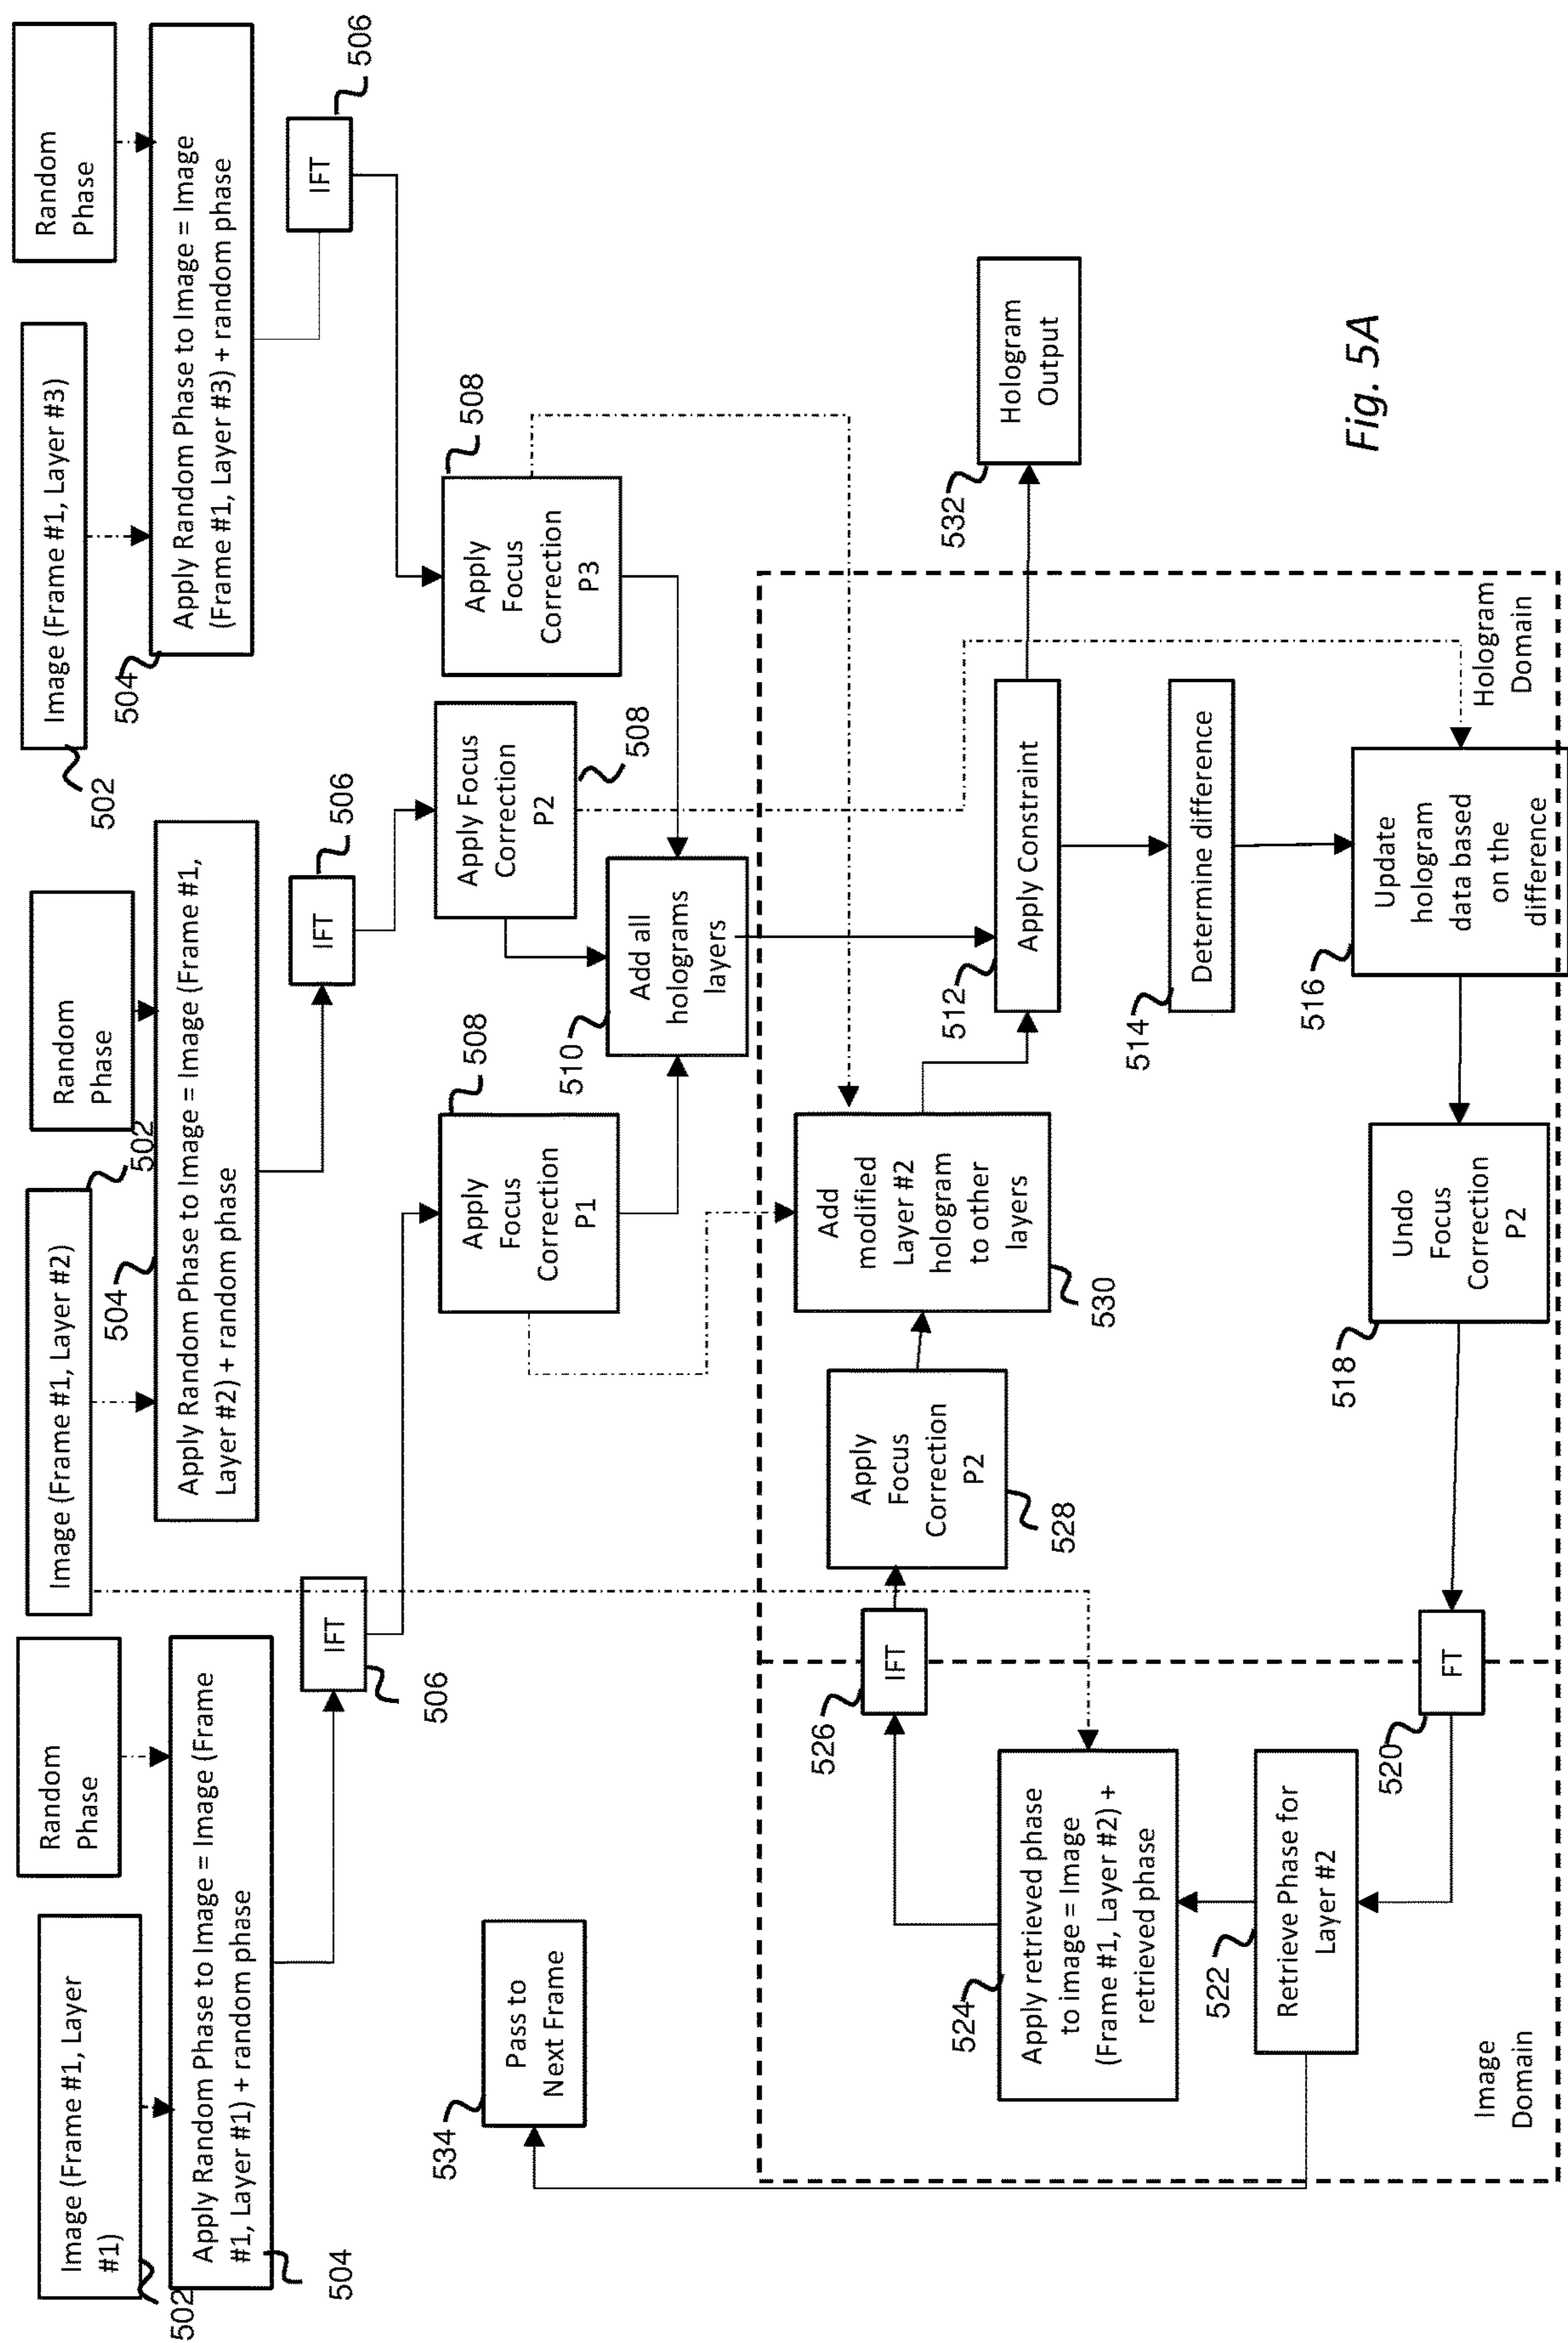 Image (Frame #1, Layer
#1)
502
Random
Phase
Apply Random Phase to Image = Image (Frame
#1, Layer #1) + random phase
504
IFT
506
Image (Frame #1, Layer #2)
502
Random
Phase
Apply Random Phase to Image = Image (Frame #1,
Layer #2) + random phase
504
IFT
506
Image (Frame #1, Layer #3)
502
Random
Phase
Apply Random Phase to Image = Image
(Frame #1, Layer #3) + random phase
504
IFT
506
Apply
Focus
Correction
P1
508
Apply Focus
Correction
P2
508
Apply
Focus
Correction
P3
508
Add all
holograms
layers
510
Pass to
Next Frame
534
IFT
526
Apply
Focus
Correction
P2
528
Add
modified
Layer #2
hologram
to other
layers
530
Apply Constraint
512
Hologram
Output
532
Apply retrieved phase
to image = Image
(Frame #1, Layer #2) +
retrieved phase
524
Determine difference
514
Retrieve Phase for
Layer #2
522
FT
520
Undo
Focus
Correction
P2
518
Update
hologram
data based
on the
difference
516
Image
Domain
Hologram
Domain
Fig. 5A